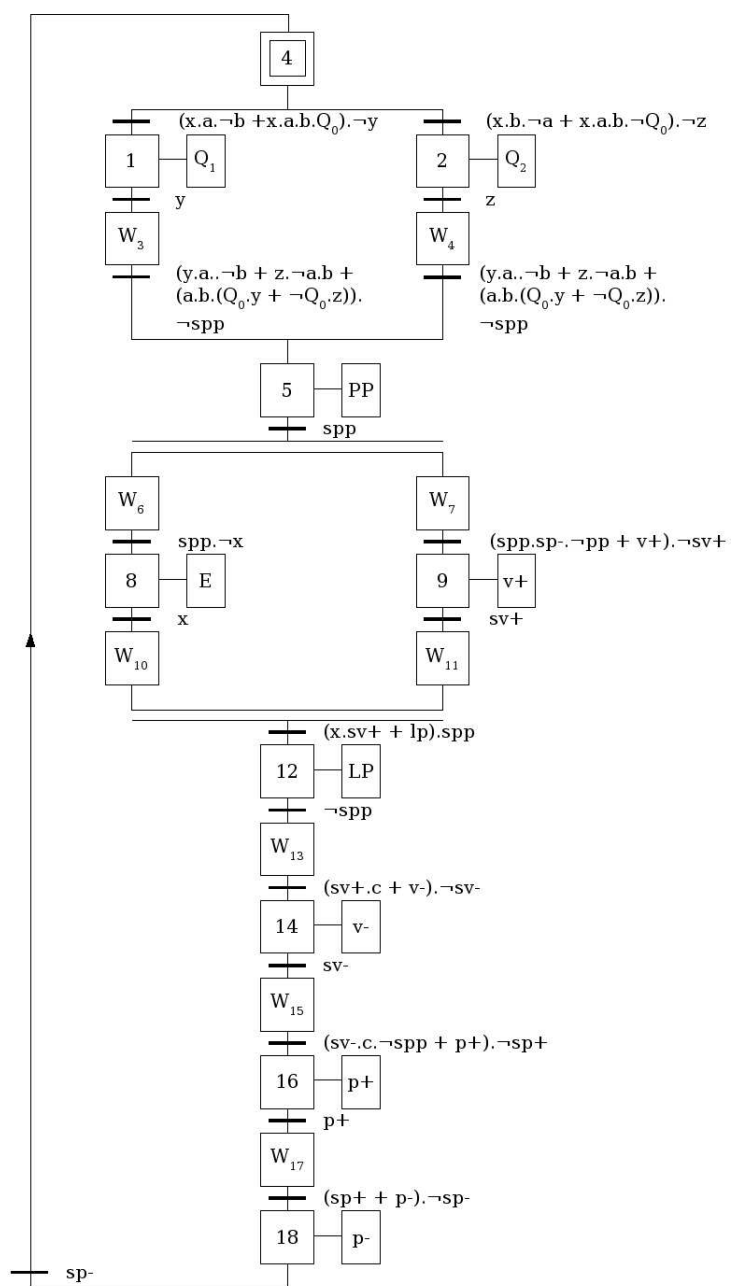 4
(x.a.¬b +x.a.b.Q₀).¬y
(x.b.¬a + x.a.b.¬Q₀).¬z
1
Q₁
2
Q₂
y
z
W₃
W₄
(y.a..¬b + z.¬a.b +
(a.b.(Q₀.y + ¬Q₀.z)).
¬spp
(y.a..¬b + z.¬a.b +
(a.b.(Q₀.y + ¬Q₀.z)).
¬spp
5
PP
spp
W₆
W₇
spp.¬x
(spp.sp-.¬pp + v+).¬sv+
8
E
9
v+
x
sv+
W₁₀
W₁₁
(x.sv+ + lp).spp
12
LP
¬spp
W₁₃
(sv+.c + v-).¬sv-
14
v-
sv-
W₁₅
(sv-.c.¬spp + p+).¬sp+
16
p+
p+
W₁₇
(sp+ + p-).¬sp-
18
p-
sp-